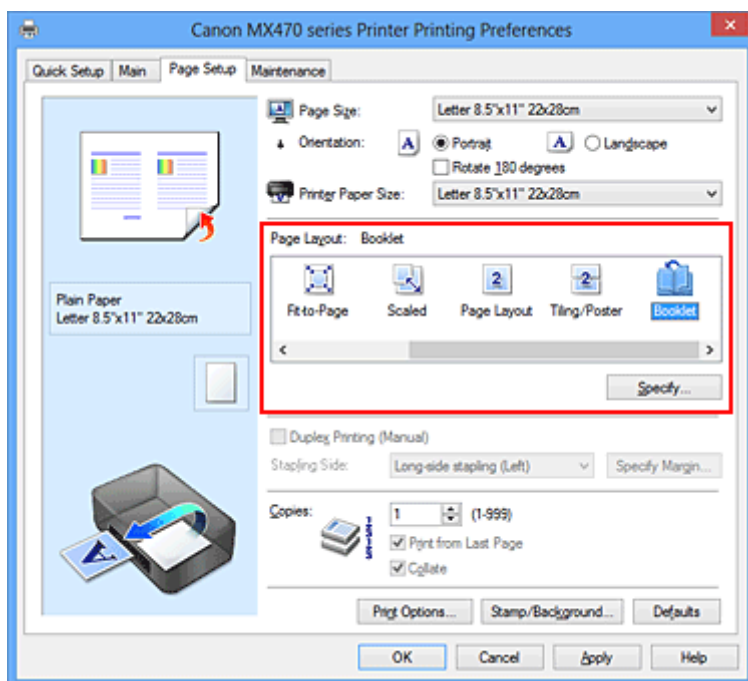 Canon MX470 series Printer Printing Preferences
Quick Setup Main Page Setup Maintenance
Page Size: Letter 8.5"x11" 22x28cm
Orientation: A Portrait A Landscape
Rotate 180 degrees
Printer Paper Size: Letter 8.5"x11" 22x28cm
Page Layout: Booklet
Fit-to-Page Scaled Page Layout Tiling/Poster Booklet
Specify...
Plain Paper
Letter 8.5"x11" 22x28cm
Duplex Printing (Manual)
Stapling Side: Long-side stapling (Left) Specify Margin...
Copies: 1 (1-999)
Print from Last Page
Collate
Print Options... Stamp/Background... Defaults
OK Cancel Apply Help